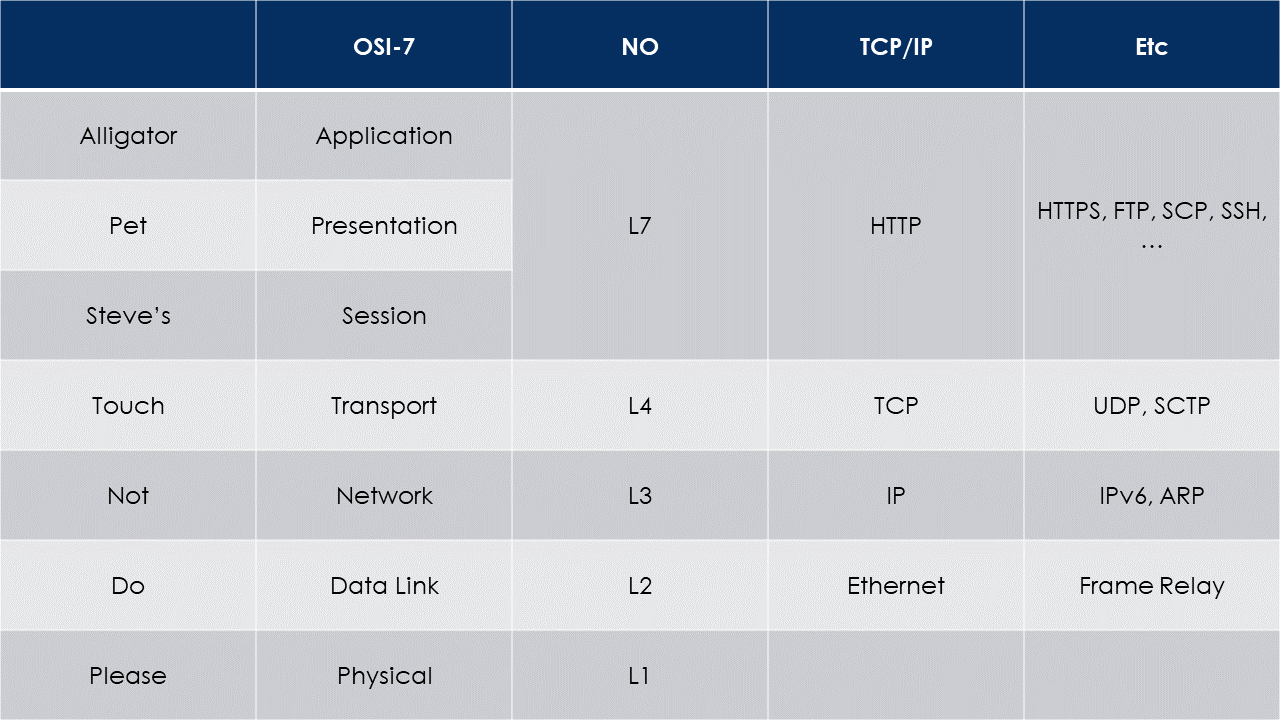 OSI-7 NO TCP/IP Etc
Alligator Application
Pet Presentation L7 HTTP HTTPS, FTP, SCP, SSH,
...
Steve's Session
Touch Transport L4 TCP UDP, SCTP
Not Network L3 IP IPv6, ARP
Do Data Link L2 Ethernet Frame Relay
Please Physical L1